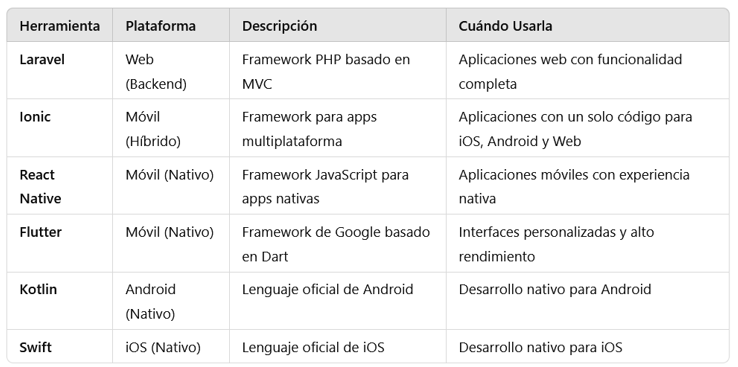 Herramienta Plataforma Descripción Cuándo Usarla
Laravel Web Framework PHP basado en Aplicaciones web con funcionalidad
(Backend) MVC completa
Ionic Móvil Framework para apps Aplicaciones con un solo código para
(Híbrido) multiplataforma iOS, Android y Web
React Móvil (Nativo) Framework JavaScript para Aplicaciones móviles con experiencia
Native apps nativas nativa
Flutter Móvil (Nativo) Framework de Google basado Interfaces personalizadas y alto
en Dart rendimiento
Kotlin Android Lenguaje oficial de Android Desarrollo nativo para Android
(Nativo)
Swift iOS (Nativo) Lenguaje oficial de iOS Desarrollo nativo para iOS